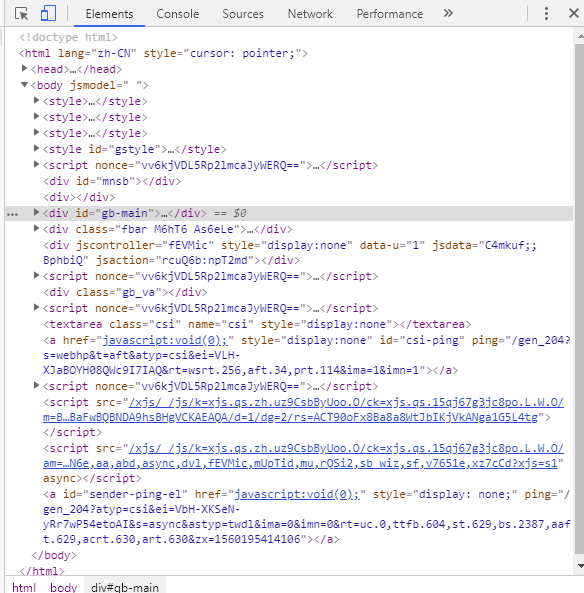 Elements Console Sources Network Performance »
<!doctype html>
<html lang="zh-CN" style="cursor: pointer;">
<head>…</head>
<body jsmodel=" ">
<style>…</style>
<style>…</style>
<style>…</style>
<style id="gstyle">…</style>
<script nonce="vv6kjVDL5Rp2lmcaJyWERQ==">…</script>
<div id="mnsb"></div>
<div></div>
… <div id="gb-main">…</div> == $0
<div class="fbar M6hT6 As6eLe">…</div>
<div jscontroller="fEVMic" style="display:none" data-u="1" jsdata="C4mkuf;;
BphbiQ" jsaction="rcuQ6b:npT2md"></div>
<script nonce="vv6kjVDL5Rp2lmcaJyWERQ==">…</script>
<div class="gb_va"></div>
<script nonce="vv6kjVDL5Rp2lmcaJyWERQ==">…</script>
<textarea class="csi" name="csi" style="display:none"></textarea>
<a href="javascript:void(0);" style="display:none" id="csi-ping" ping="/gen_204?
s=webhp&t=aft&atyp=csi&ei=VLH-
XJaBOYH08QWc9I7IAQ&rt=wsrt.256,aft.34,prt.114&ima=1&imn=1"></a>
<script nonce="vv6kjVDL5Rp2lmcaJyWERQ==">…</script>
<script src="/xjs/_/js/k=xjs.qs.zh.uz9CsbByUoo.O/ck=xjs.qs.15qj67g3jc8po.L.W.O/
m=B…BaFwBQBNDA9hsBHgVCKAEAQA/d=1/dg=2/rs=ACT90oFx8Ba8a8WtJbIKjVkANga1G5L4tg">
</script>
<script src="/xjs/_/js/k=xjs.qs.zh.uz9CsbByUoo.O/ck=xjs.qs.15qj67g3jc8po.L.W.O/
am=…N6e,aa,abd,async,dvl,fEVMic,mUpTid,mu,rQSi2,sb_wiz,sf,v7651e,xz7cCd?xjs=s1"
async></script>
<a id="sender-ping-el" href="javascript:void(0);" style="display: none;" ping="/
gen_204?atyp=csi&ei=VbH-XKSeN-
yRr7wP54etoAI&s=async&astyp=twdl&ima=0&imn=0&rt=uc.0,ttfb.604,st.629,bs.2387,aaf
t.629,acrt.630,art.630&zx=1560195414106"></a>
</body>
</html>
html body div#gb-main